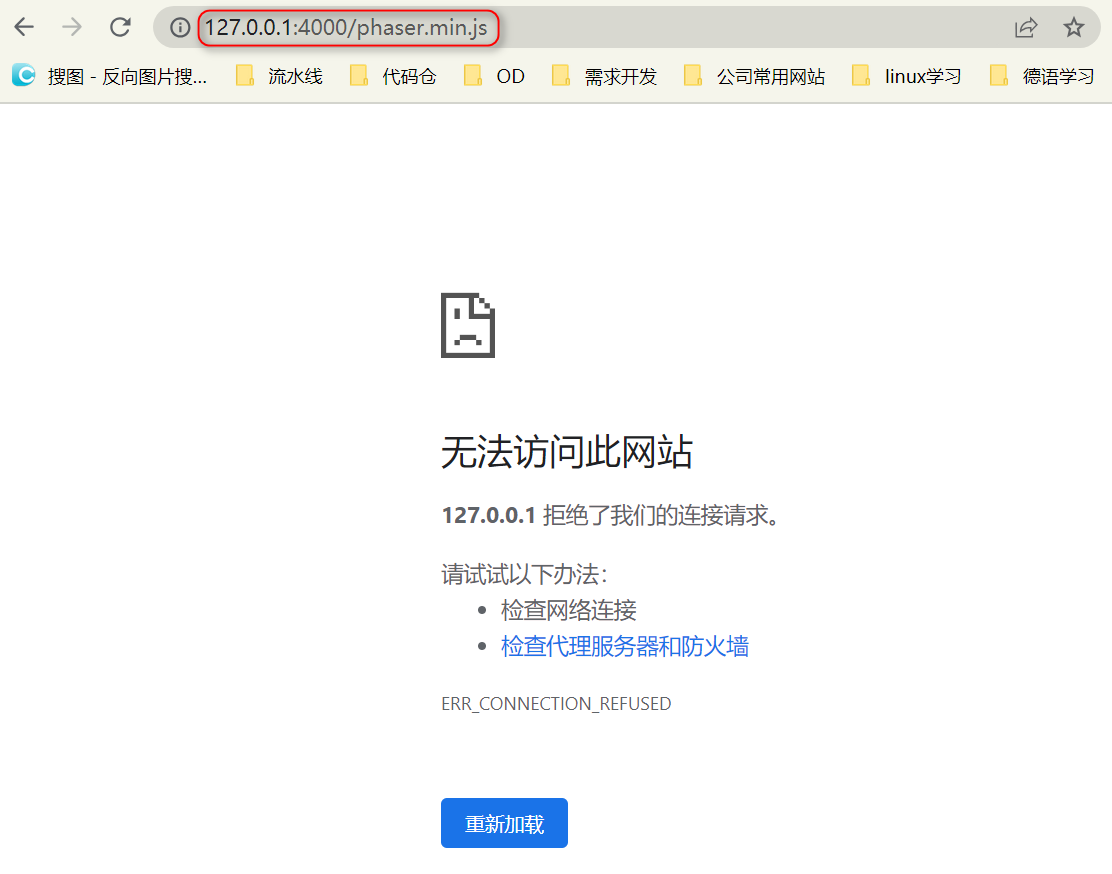 127.0.0.1:4000/phaser.min.js
搜图 - 反向图片搜... 流水线 代码仓 OD 需求开发 公司常用网站 linux学习 德语学习
无法访问此网站
127.0.0.1 拒绝了我们的连接请求。
请试试以下办法：
• 检查网络连接
• 检查代理服务器和防火墙
ERR_CONNECTION_REFUSED
重新加载